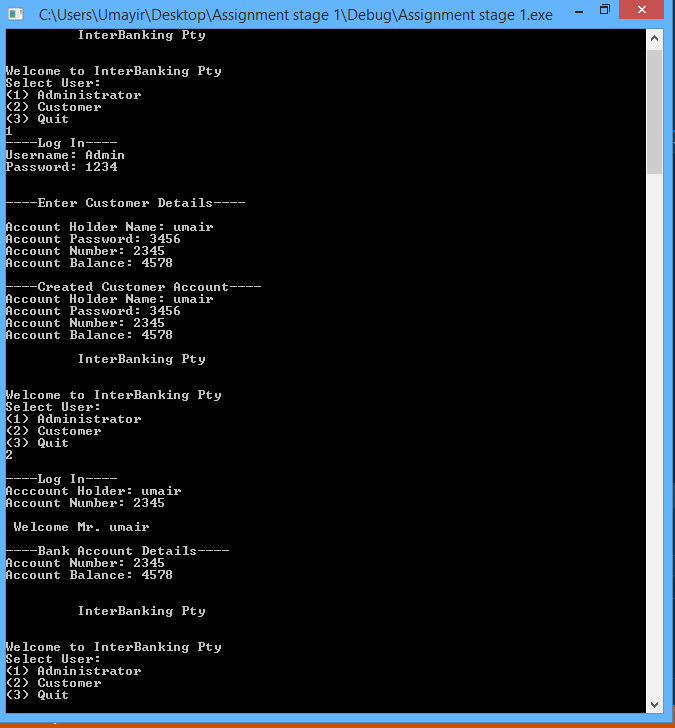 C:\Users\Umayir\Desktop\Assignment stage 1\Debug\Assignment stage 1.exe
InterBanking Pty
Welcome to InterBanking Pty
Select User:
(1) Administrator
(2) Customer
(3) Quit
1
----Log In----
Username: Admin
Password: 1234
----Enter Customer Details----
Account Holder Name: umair
Account Password: 3456
Account Number: 2345
Account Balance: 4578
----Created Customer Account----
Account Holder Name: umair
Account Password: 3456
Account Number: 2345
Account Balance: 4578
InterBanking Pty
Welcome to InterBanking Pty
Select User:
(1) Administrator
(2) Customer
(3) Quit
2
----Log In----
Acccount Holder: umair
Account Number: 2345
Welcome Mr. umair
----Bank Account Details----
Account Number: 2345
Account Balance: 4578
InterBanking Pty
Welcome to InterBanking Pty
Select User:
(1) Administrator
(2) Customer
(3) Quit